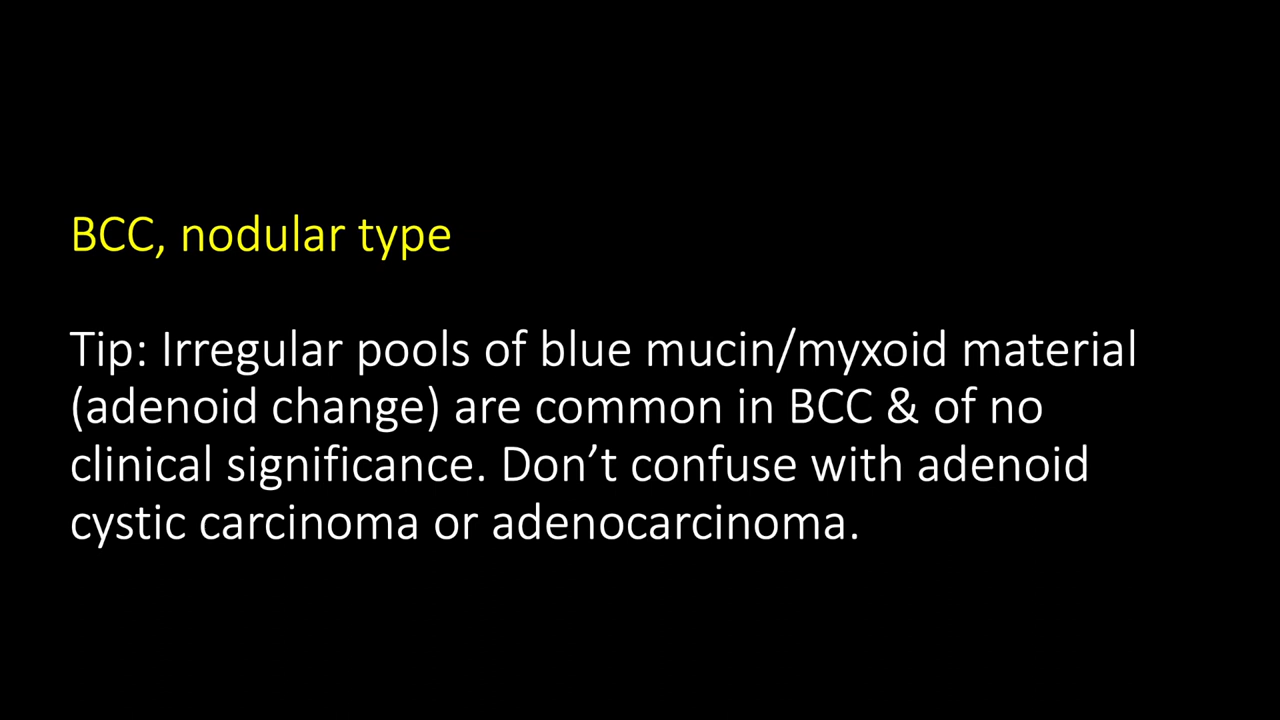 BCC, nodular type
Tip: Irregular pools of blue mucin/myxoid material
(adenoid change) are common in BCC & of no
clinical significance. Don’t confuse with adenoid
cystic carcinoma or adenocarcinoma.